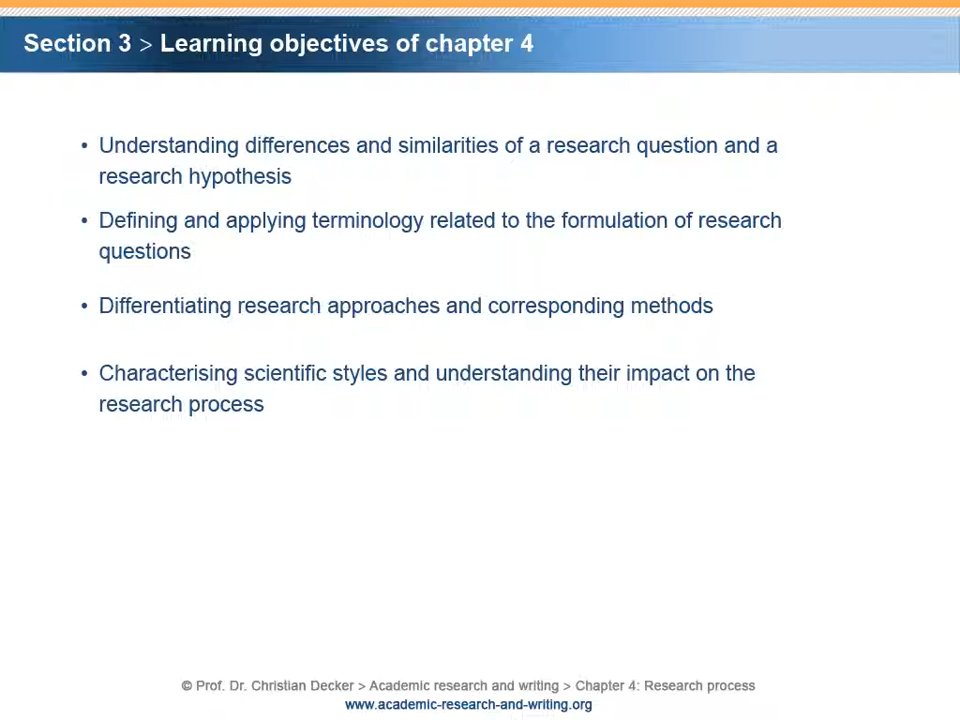 Section 3 > Learning objectives of chapter 4
• Understanding differences and similarities of a research question and a
research hypothesis
• Defining and applying terminology related to the formulation of research
questions
• Differentiating research approaches and corresponding methods
• Characterising scientific styles and understanding their impact on the
research process
© Prof. Dr. Christian Decker > Academic research and writing > Chapter 4: Research process
www.academic-research-and-writing.org